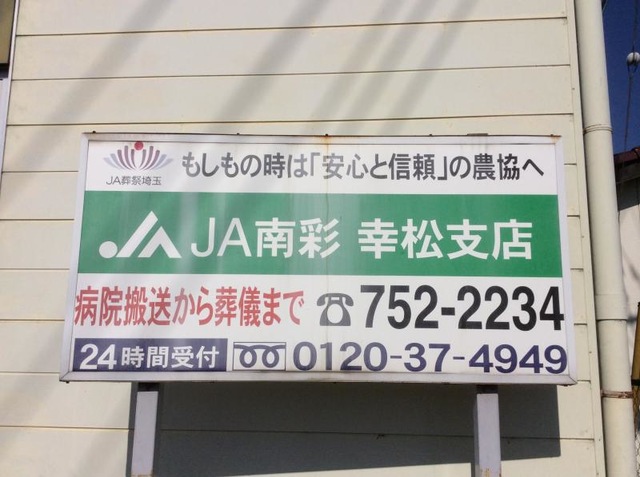 もしもの時は「安心と信頼」の農協へ
JA葬祭埼玉
JA JA南彩 幸松支店
病院搬送から葬儀まで ☎752-2234
24時間受付 0120-37-4949